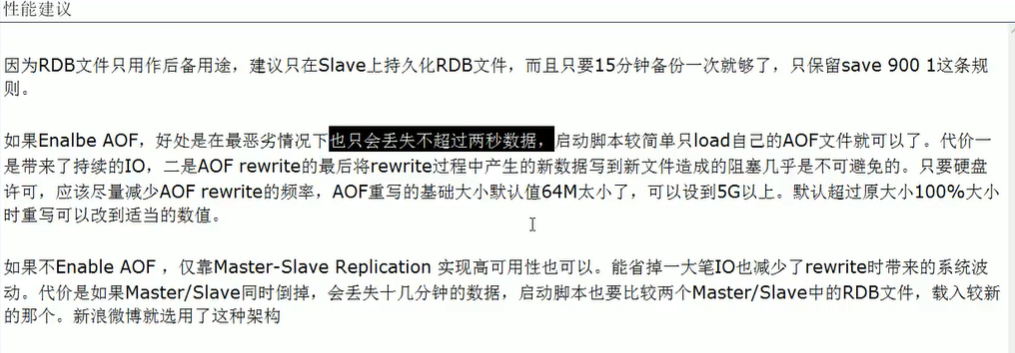 性能建议
因为RDB文件只用作后备用途，建议只在Slave上持久化RDB文件，而且只要15分钟备份一次就够了，只保留save 900 1这条规
则。
如果Enalbe AOF，好处是在最恶劣情况下也只会丢失不超过两秒数据，启动脚本较简单只load自己的AOF文件就可以了。代价一
是带来了持续的IO，二是AOF rewrite的最后将rewrite过程中产生的新数据写到新文件造成的阻塞几乎是不可避免的。只要硬盘
许可，应该尽量减少AOF rewrite的频率，AOF重写的基础大小默认值64M太小了，可以设到5G以上。默认超过原大小100%大小
时重写可以改到适当的数值。
如果不Enable AOF ，仅靠Master-Slave Replication 实现高可用性也可以。能省掉一大笔IO也减少了rewrite时带来的系统波
动。代价是如果Master/Slave同时倒掉，会丢失十几分钟的数据，启动脚本也要比较两个Master/Slave中的RDB文件，载入较新
的那个。新浪微博就选用了这种架构